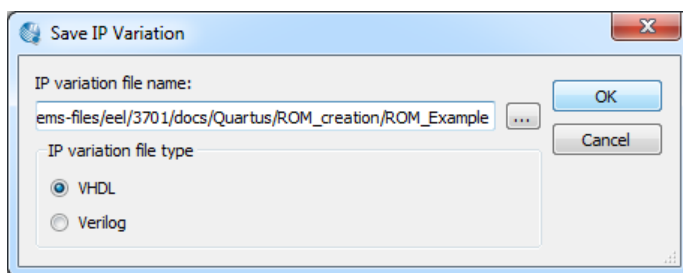 Save IP Variation
IP variation file name:
ems-files/eel/3701/docs/Quartus/ROM_creation/ROM_Example
...
OK
Cancel
IP variation file type
VHDL
Verilog